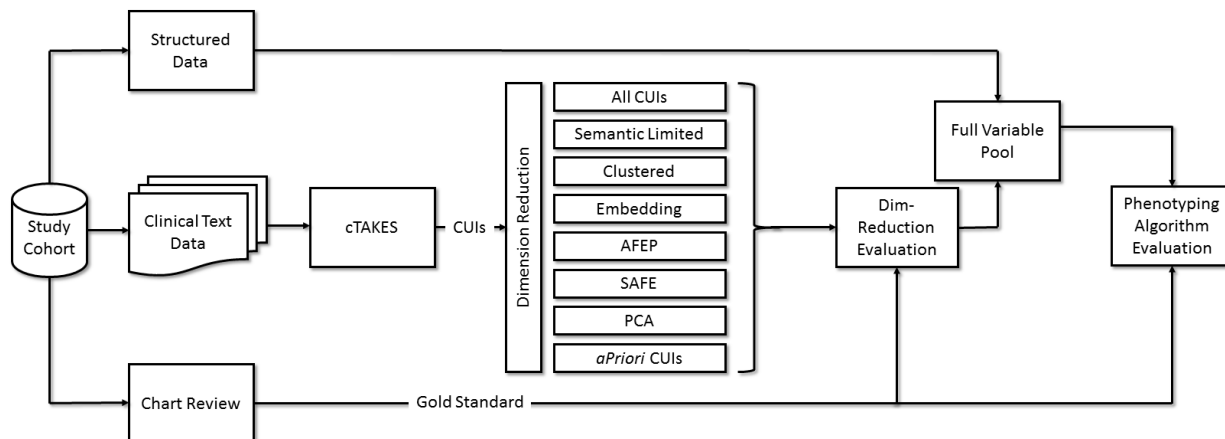 Structured
Data
Study
Cohort
Clinical Text
Data
cTAKES
CUIs
Dimension Reduction
All CUIs
Semantic Limited
Clustered
Embedding
AFEP
SAFE
PCA
aPriori CUIs
Dim-
Reduction
Evaluation
Full Variable
Pool
Phenotyping
Algorithm
Evaluation
Chart Review
Gold Standard